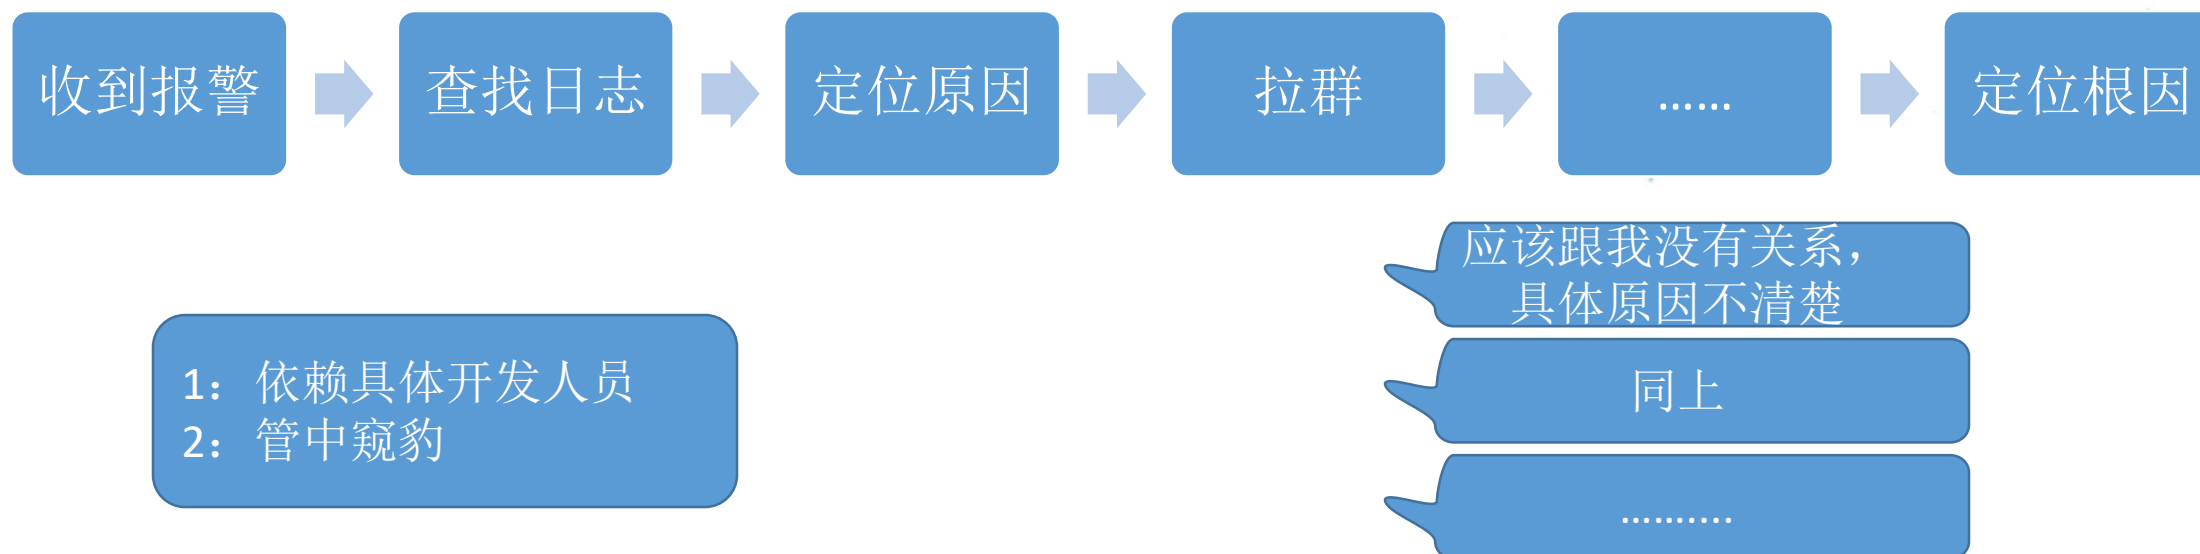 收到报警
查找日志
定位原因
拉群
......
定位根因
应该跟我没有关系，
具体原因不清楚
同上
..........
1：依赖具体开发人员
2：管中窥豹